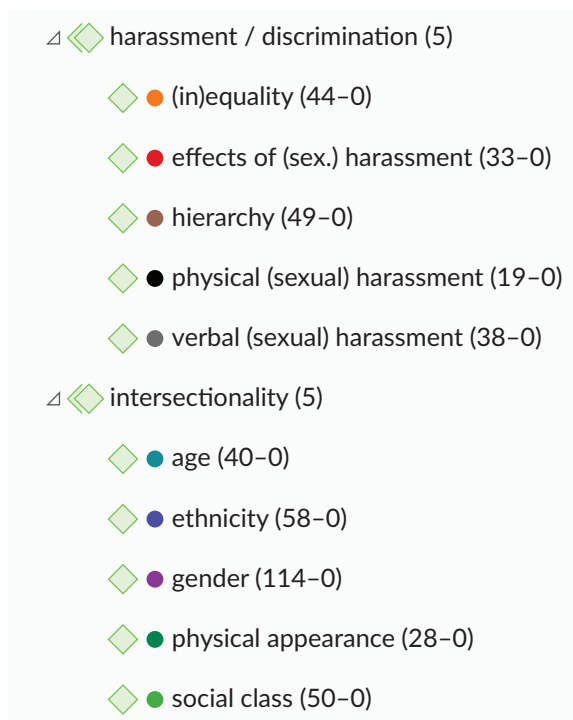 harassment / discrimination (5)
(in)equality (44–0)
effects of (sex.) harassment (33–0)
hierarchy (49–0)
physical (sexual) harassment (19–0)
verbal (sexual) harassment (38–0)
intersectionality (5)
age (40–0)
ethnicity (58–0)
gender (114–0)
physical appearance (28–0)
social class (50–0)